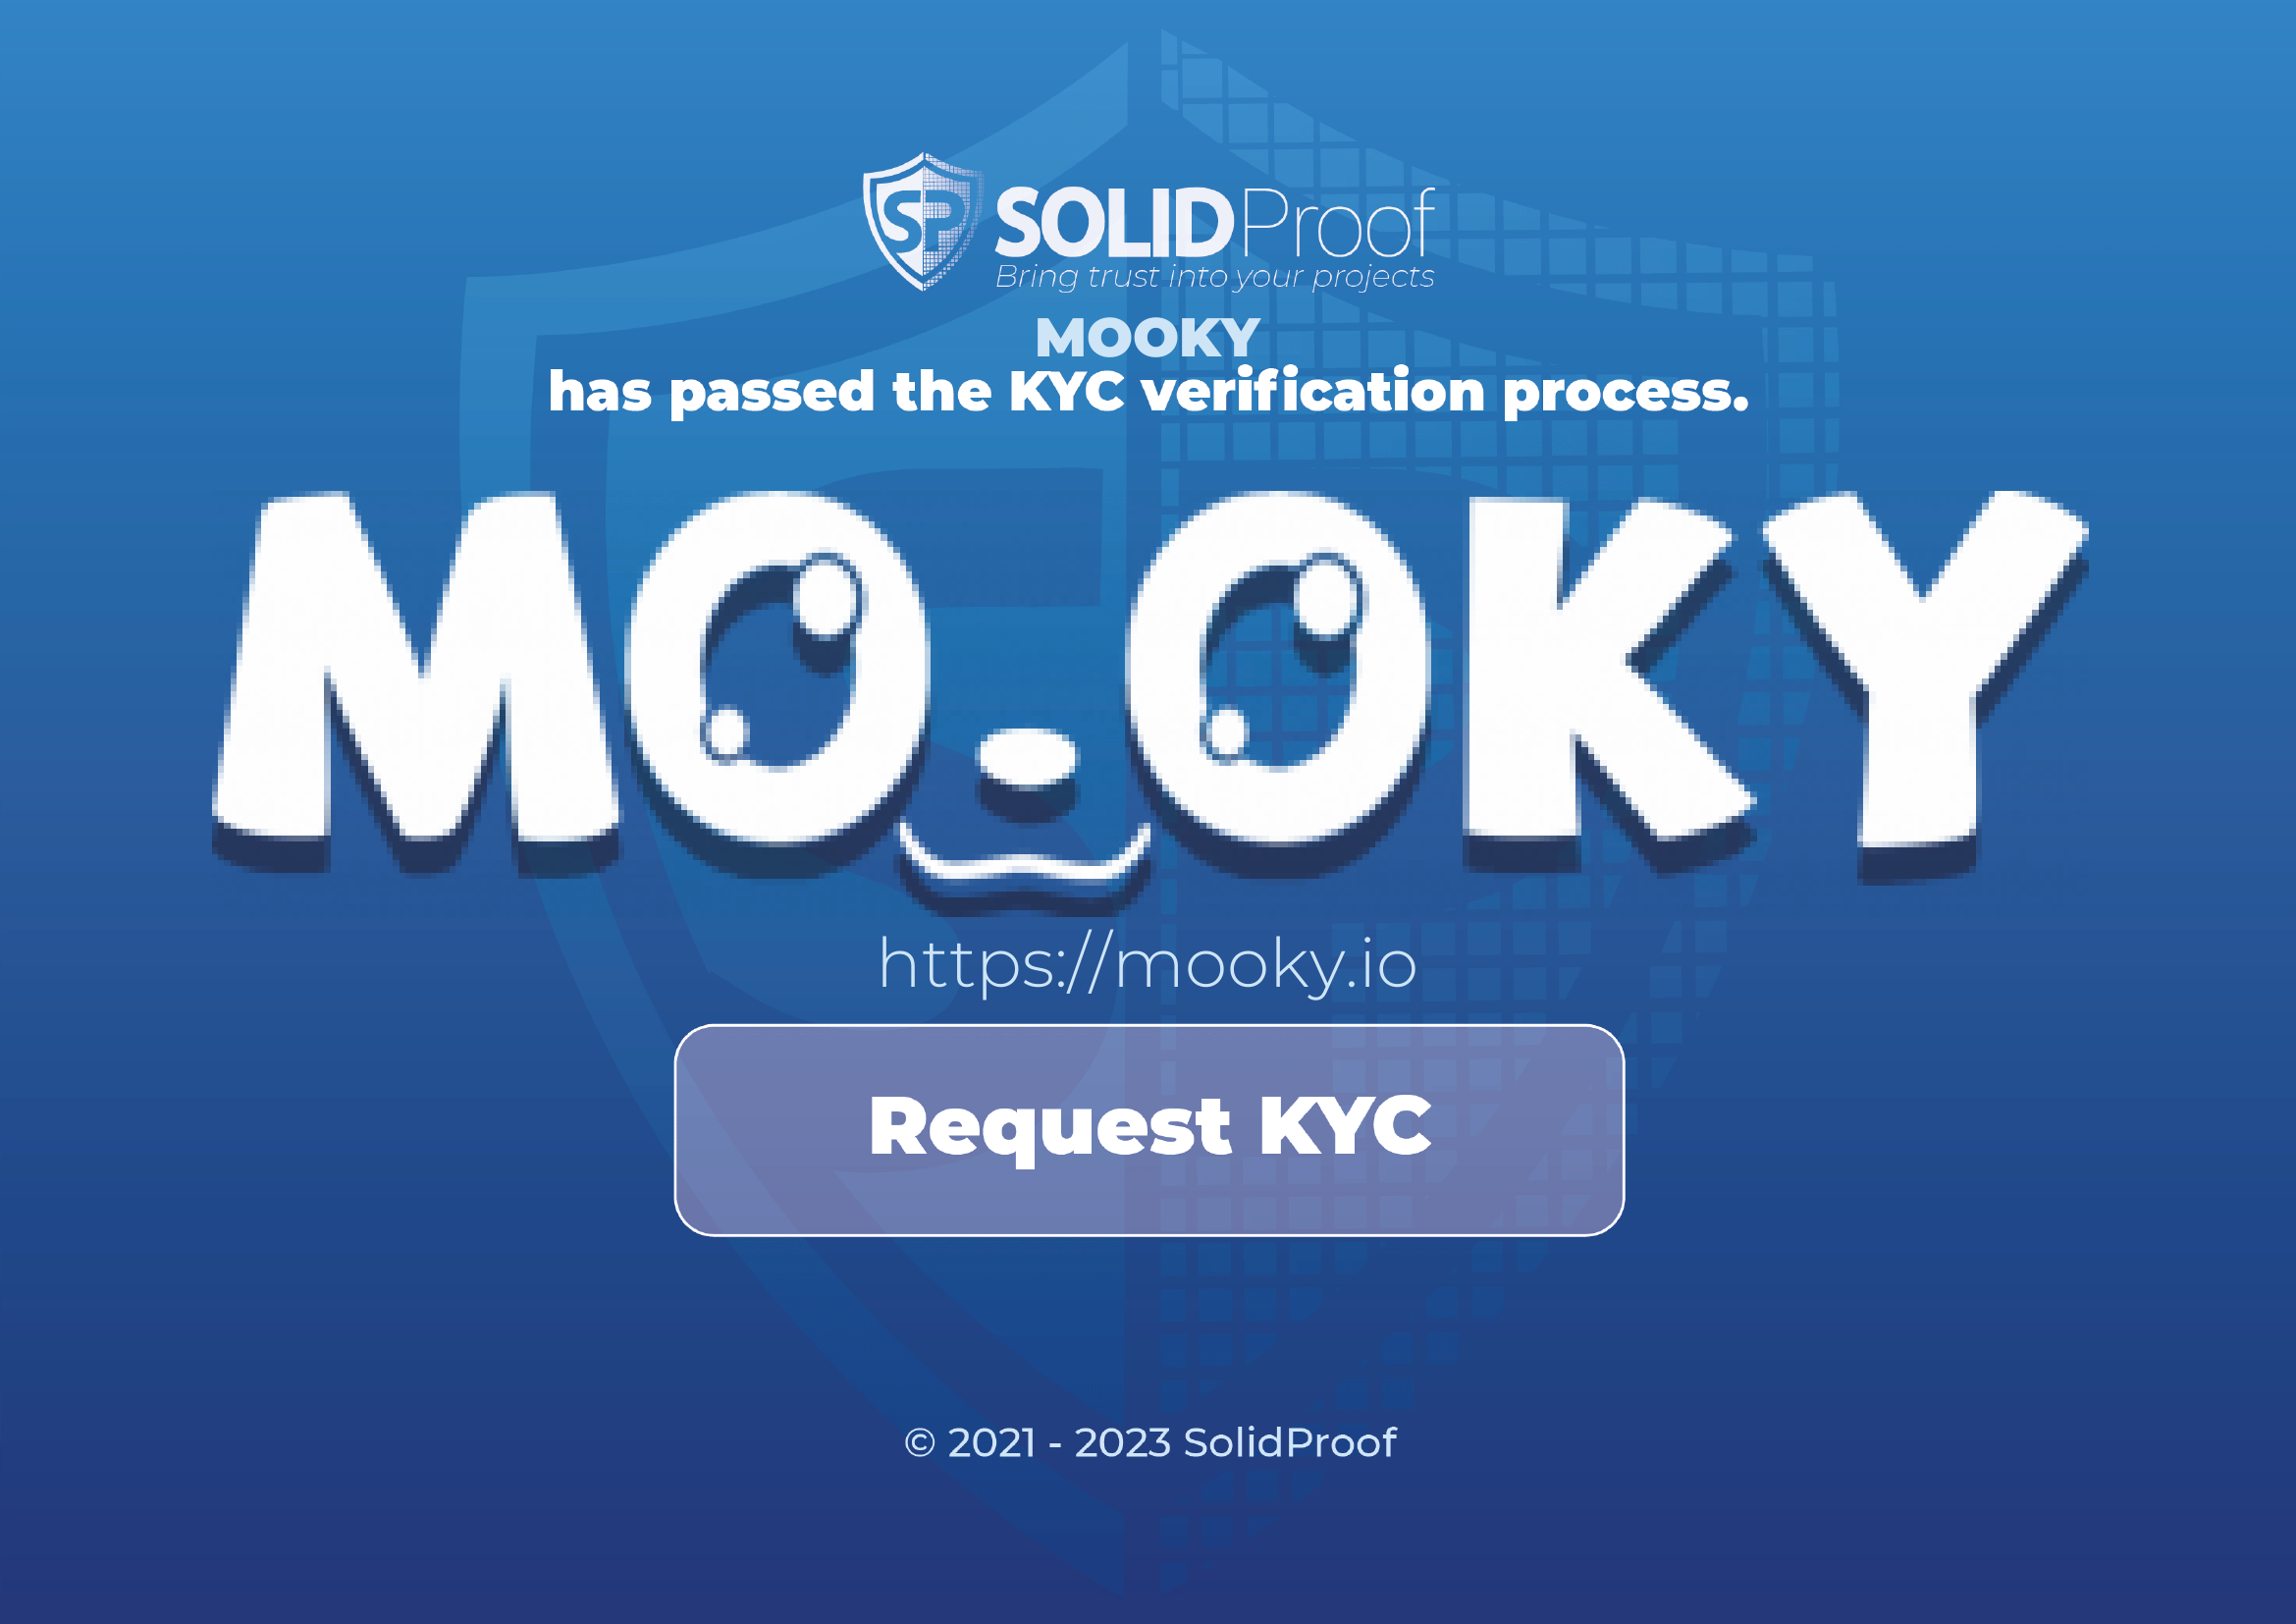 SP SOLIDProof
Bring trust into your projects
MOOKY
has passed the KYC verification process.
MOOKY
https://mooky.io
Request KYC
© 2021 - 2023 SolidProof